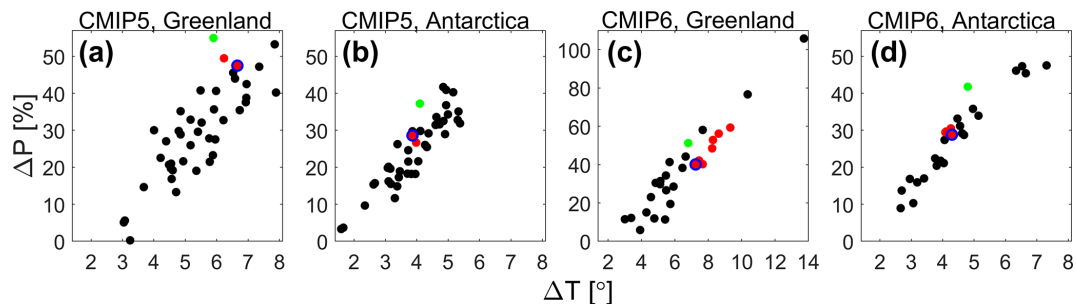 CMIP5, Greenland
CMIP5, Antarctica
CMIP6, Greenland
CMIP6, Antarctica
(a)
(b)
(c)
(d)
ΔP [%]
50
40
30
20
10
0
2 3 4 5 6 7 8
50
40
30
20
10
0
2 3 4 5 6 7 8
100
80
60
40
20
0
2 4 6 8 10 12 14
50
40
30
20
10
0
2 3 4 5 6 7 8
ΔT [°]